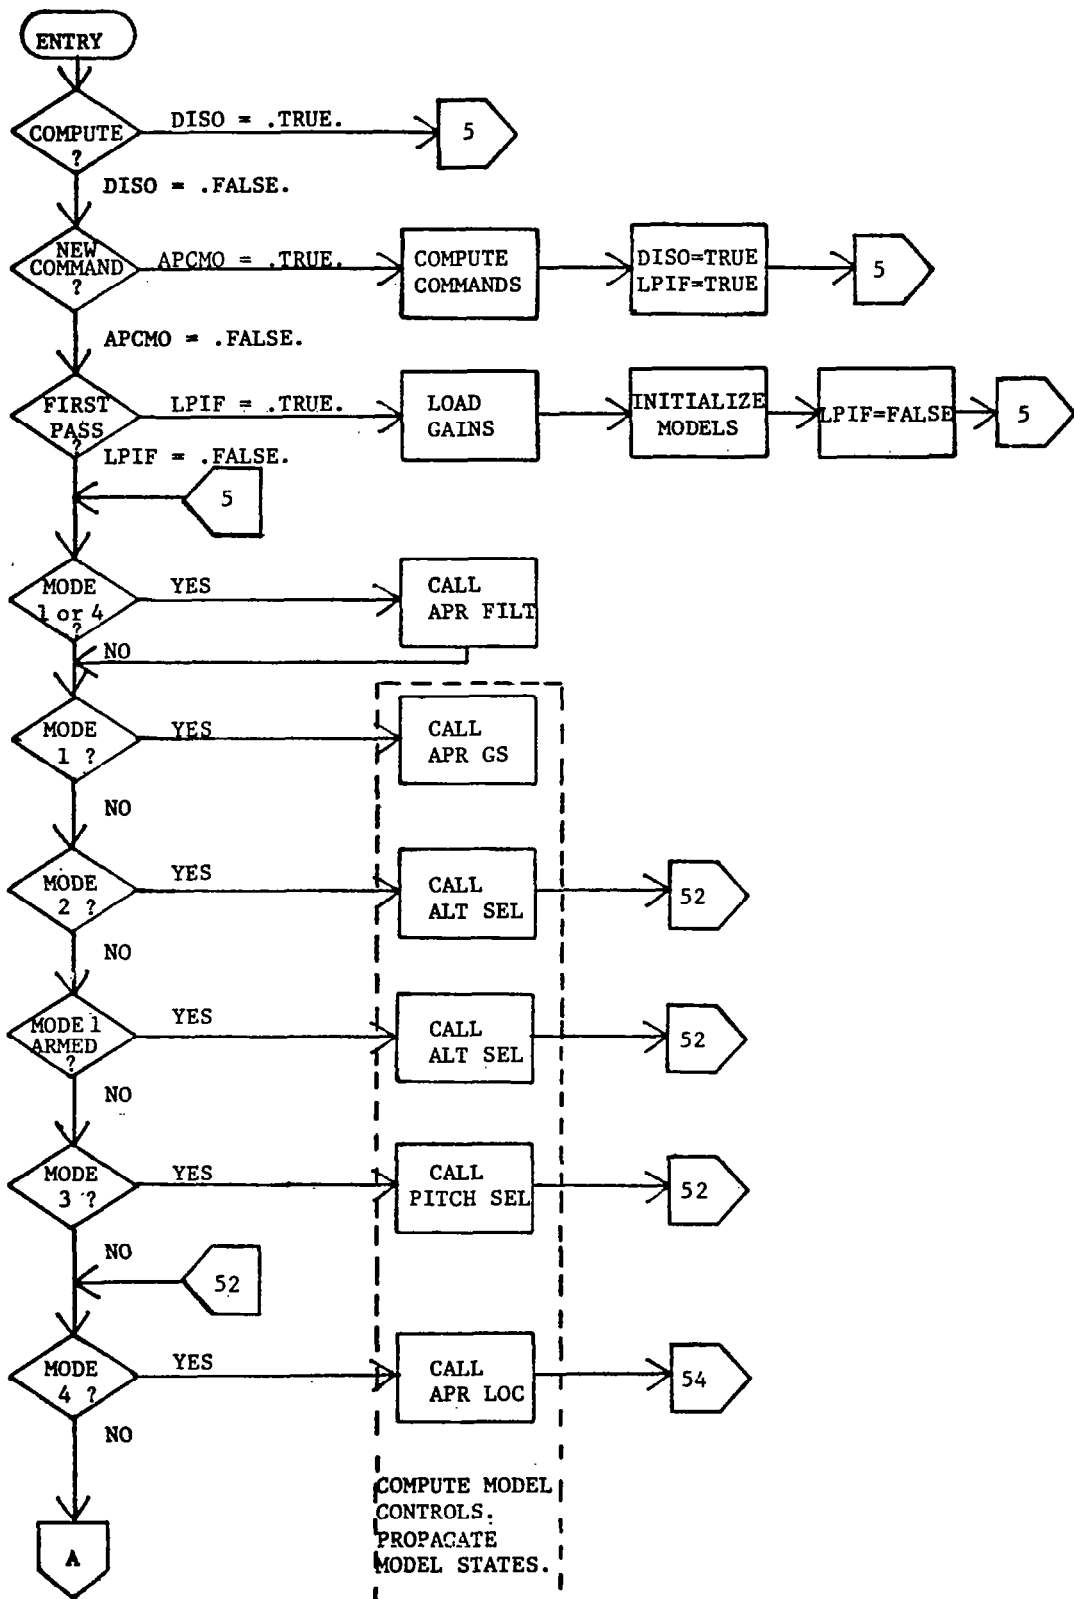 ENTRY
COMPUTE
?
DISO = .TRUE.
5
DISO = .FALSE.
NEW
COMMAND
?
APCMO = .TRUE.
COMPUTE
COMMANDS
DISO=TRUE
LPIF=TRUE
5
APCMO = .FALSE.
FIRST
PASS
?
LPIF = .TRUE.
LOAD
GAINS
INITIALIZE
MODELS
LPIF=FALSE
5
LPIF = .FALSE.
5
MODE
1 or 4
?
YES
CALL
APR FILT
NO
MODE
1 ?
YES
CALL
APR GS
NO
MODE
2 ?
YES
CALL
ALT SEL
52
NO
MODE 1
ARMED
?
YES
CALL
ALT SEL
52
NO
MODE
3 ?
YES
CALL
PITCH SEL
52
NO
52
MODE
4 ?
YES
CALL
APR LOC
54
NO
COMPUTE MODEL
CONTROLS.
PROPAGATE
MODEL STATES.
A